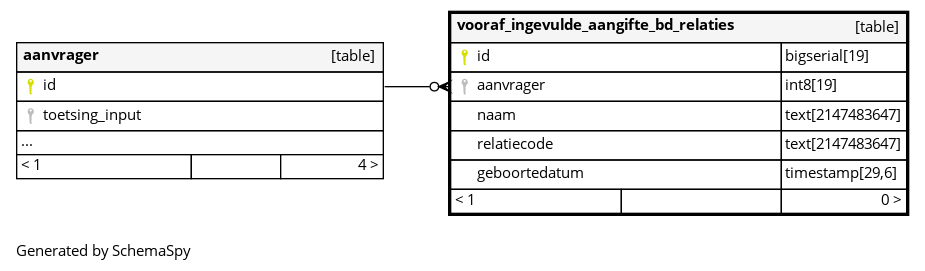 aanvrager [table]
id
toetsing_input
...
< 1 4 >
vooraf_ingevulde_aangifte_bd_relaties [table]
id bigserial[19]
aanvrager int8[19]
naam text[2147483647]
relatiecode text[2147483647]
geboortedatum timestamp[29,6]
< 1 0 >
Generated by SchemaSpy